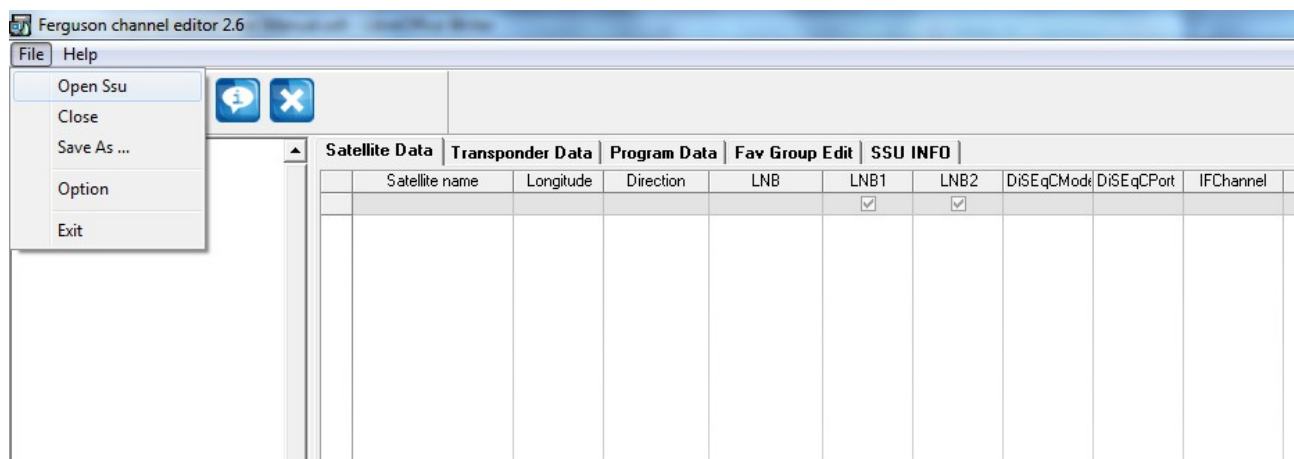 Ferguson channel editor 2.6
File Help
Open Ssu
Close
Save As ...
Option
Exit
Satellite Data Transponder Data Program Data Fav Group Edit SSU INFO
Satellite name Longitude Direction LNB LNB1 LNB2 DiSEqCMode DiSEqCPort IFChannel